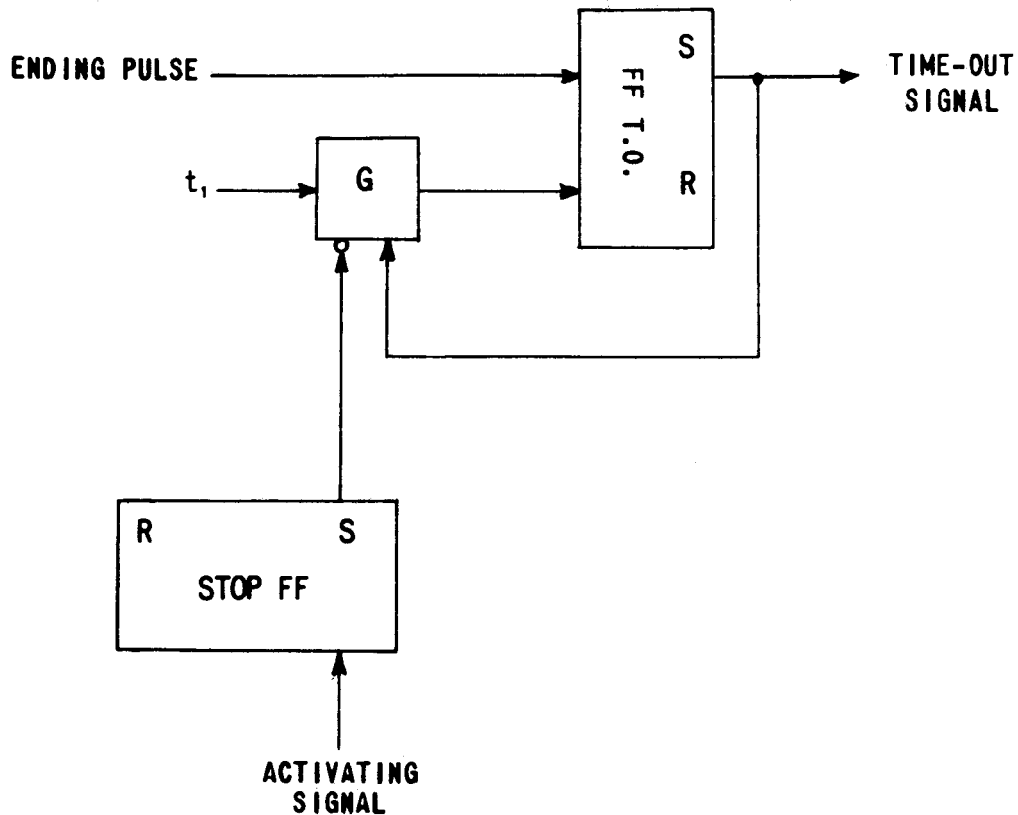 ENDING PULSE
S
FF T.O.
R
TIME-OUT
SIGNAL
t₁
G
R
S
STOP FF
ACTIVATING
SIGNAL